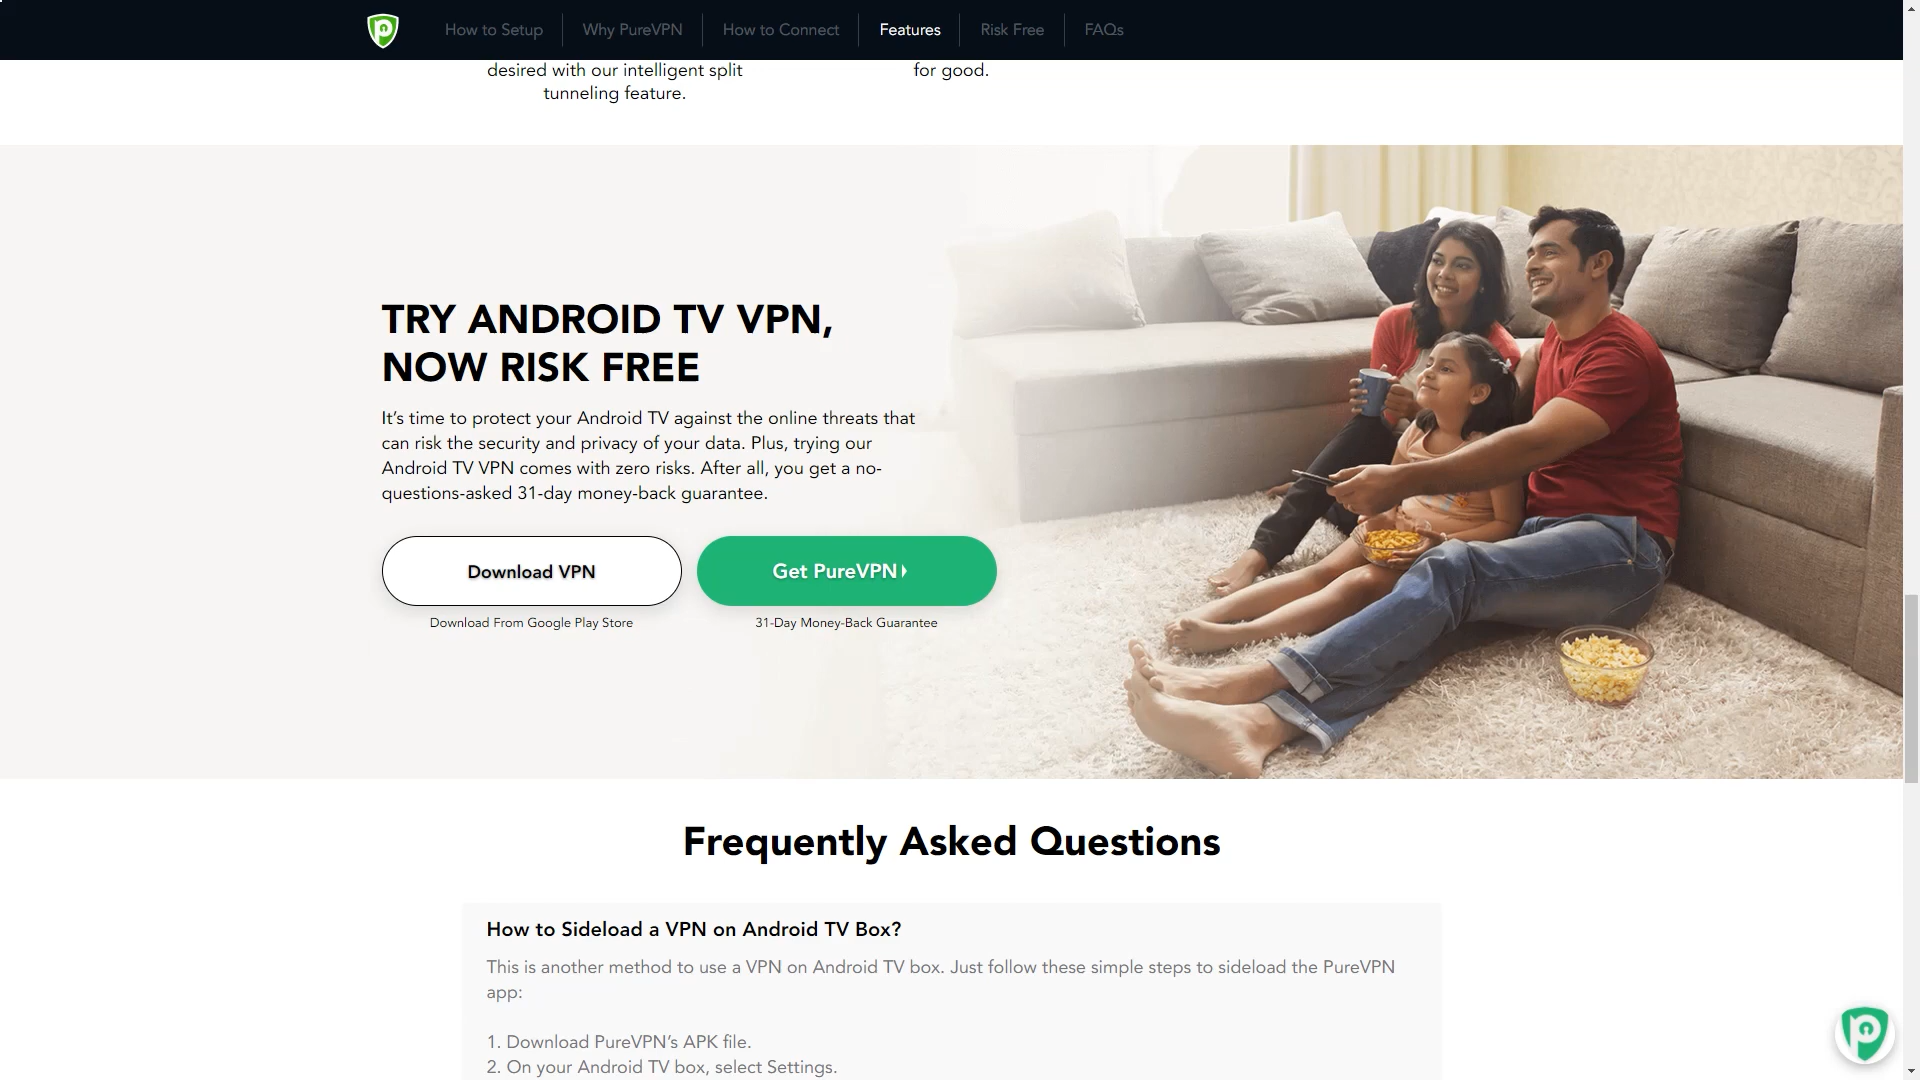 How to Setup
Why PureVPN
How to Connect
Features
Risk Free
FAQs
desired with our intelligent split
tunneling feature.
for good.
TRY ANDROID TV VPN,
NOW RISK FREE
It’s time to protect your Android TV against the online threats that
can risk the security and privacy of your data. Plus, trying our
Android TV VPN comes with zero risks. After all, you get a no-
questions-asked 31-day money-back guarantee.
Download VPN
Download From Google Play Store
Get PureVPN
31-Day Money-Back Guarantee
Frequently Asked Questions
How to Sideload a VPN on Android TV Box?
This is another method to use a VPN on Android TV box. Just follow these simple steps to sideload the PureVPN
app:
1. Download PureVPN’s APK file.
2. On your Android TV box, select Settings.